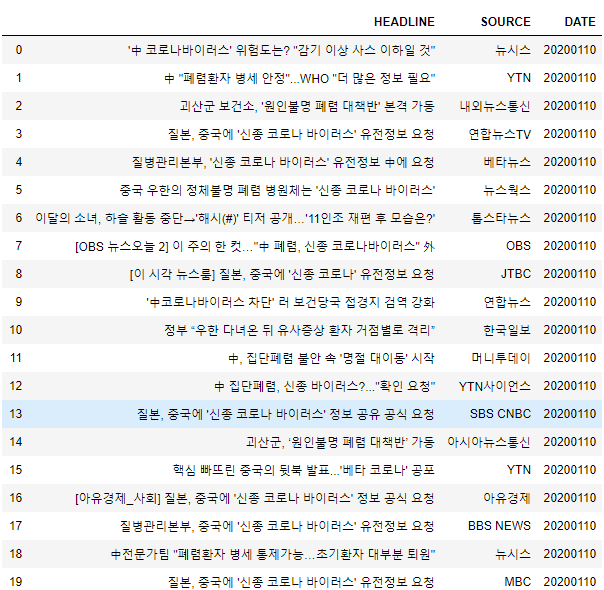 HEADLINE SOURCE DATE
0 '中 코로나바이러스' 위험도는? "감기 이상 사스 이하일 것" 뉴시스 20200110
1 中 "폐렴환자 병세 안정"...WHO "더 많은 정보 필요" YTN 20200110
2 괴산군 보건소, '원인불명 폐렴 대책반' 본격 가동 내외뉴스통신 20200110
3 질본, 중국에 '신종 코로나 바이러스' 유전정보 요청 연합뉴스TV 20200110
4 질병관리본부, '신종 코로나 바이러스' 유전정보 中에 요청 베타뉴스 20200110
5 중국 우한의 정체불명 폐렴 병원체는 '신종 코로나 바이러스' 뉴스웍스 20200110
6 이달의 소녀, 하슬 활동 중단→'해시(#)' 티저 공개…'11인조 재편 후 모습은?' 톱스타뉴스 20200110
7 [OBS 뉴스오늘 2] 이 주의 한 컷…"中 폐렴, 신종 코로나바이러스" 外 OBS 20200110
8 [이 시각 뉴스룸] 질본, 중국에 '신종 코로나' 유전정보 요청 JTBC 20200110
9 '中코로나바이러스 차단' 러 보건당국 접경지 검역 강화 연합뉴스 20200110
10 정부 “우한 다녀온 뒤 유사증상 환자 거점별로 격리” 한국일보 20200110
11 中, 집단폐렴 불안 속 '명절 대이동' 시작 머니투데이 20200110
12 中 집단폐렴, 신종 바이러스?..."확인 요청" YTN사이언스 20200110
13 질본, 중국에 '신종 코로나 바이러스' 정보 공유 공식 요청 SBS CNBC 20200110
14 괴산군, ‘원인불명 폐렴 대책반’ 가동 아시아뉴스통신 20200110
15 핵심 빠뜨린 중국의 뒷북 발표...'베타 코로나' 공포 YTN 20200110
16 [아유경제_사회] 질본, 중국에 '신종 코로나 바이러스' 정보 공식 요청 아유경제 20200110
17 질병관리본부, 중국에 '신종 코로나 바이러스' 유전정보 요청 BBS NEWS 20200110
18 中전문가팀 "폐렴환자 병세 통제가능…초기환자 대부분 퇴원" 뉴시스 20200110
19 질본, 중국에 '신종 코로나 바이러스' 유전정보 요청 MBC 20200110